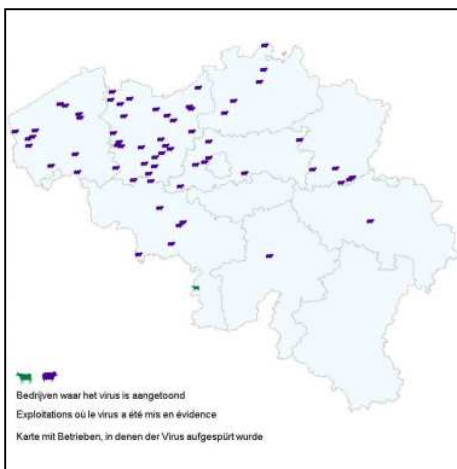 Bedrijven waar het virus is aangetoond
Exploitations où le virus a été mis en évidence
Karte mit Betrieben, in denen der Virus aufgespürt wurde